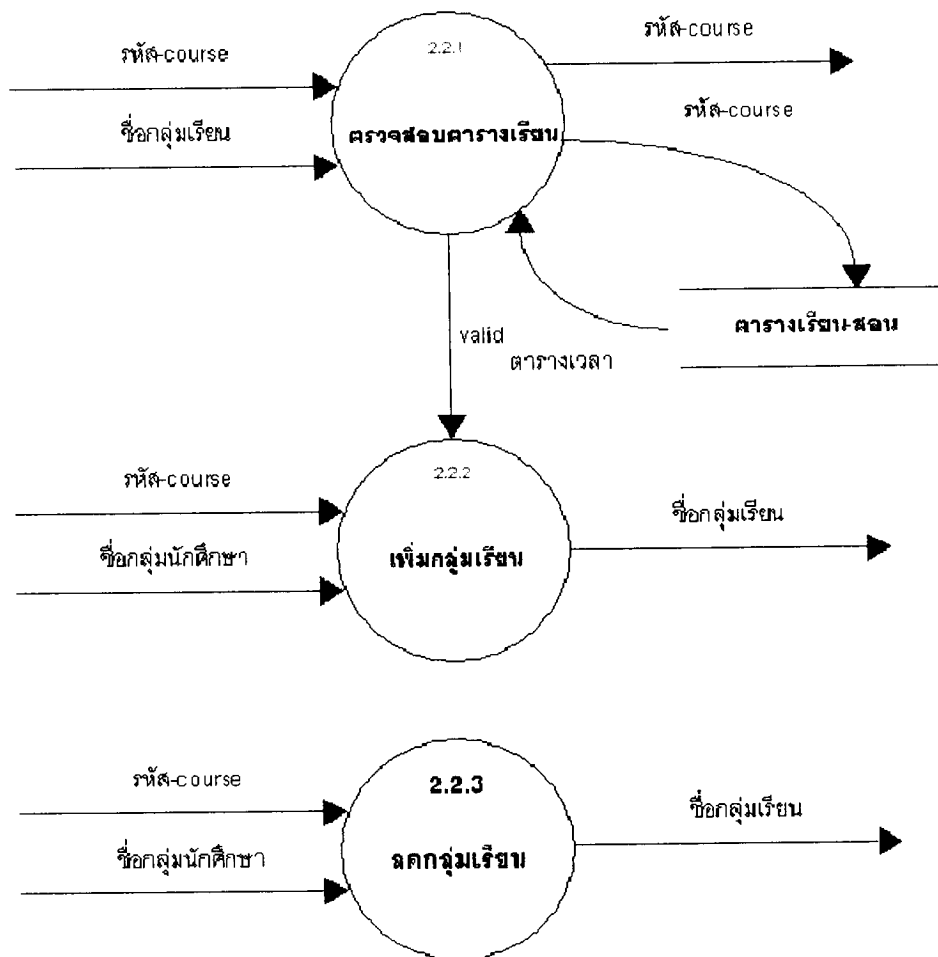 รหัส-course
2.2.1
รหัส-course
ชื่อกลุ่มเรียน
ตรวจสอบตารางเรียน
รหัส-course
valid
ตารางเวลา
ตารางเรียน-สอน
รหัส-course
2.2.2
ชื่อกลุ่มเรียน
ชื่อกลุ่มนักศึกษา
เพิ่มกลุ่มเรียน
รหัส-course
2.2.3
ชื่อกลุ่มเรียน
ชื่อกลุ่มนักศึกษา
ลดกลุ่มเรียน